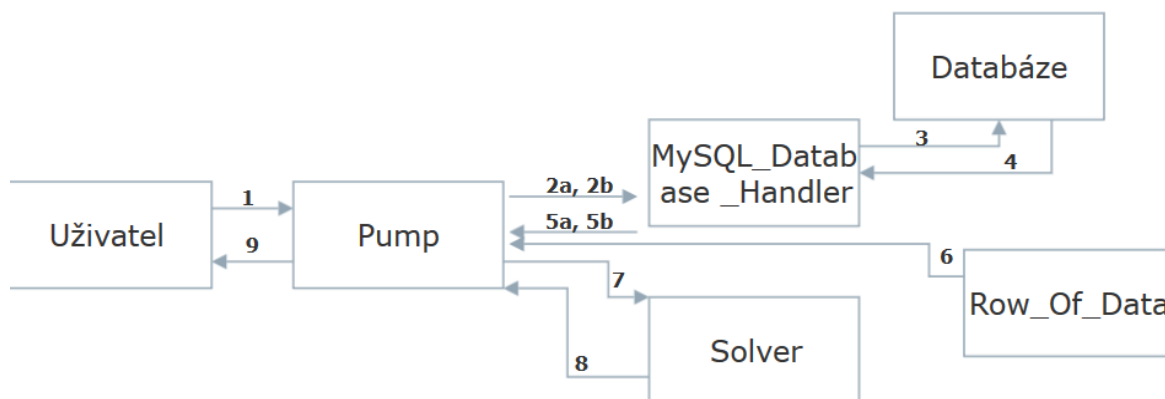 Databáze
3
MySQL_Datab
ase _Handler
4
1
2a, 2b
Uživatel
Pump
5a, 5b
9
6
7
Row_Of_Data
Solver
8